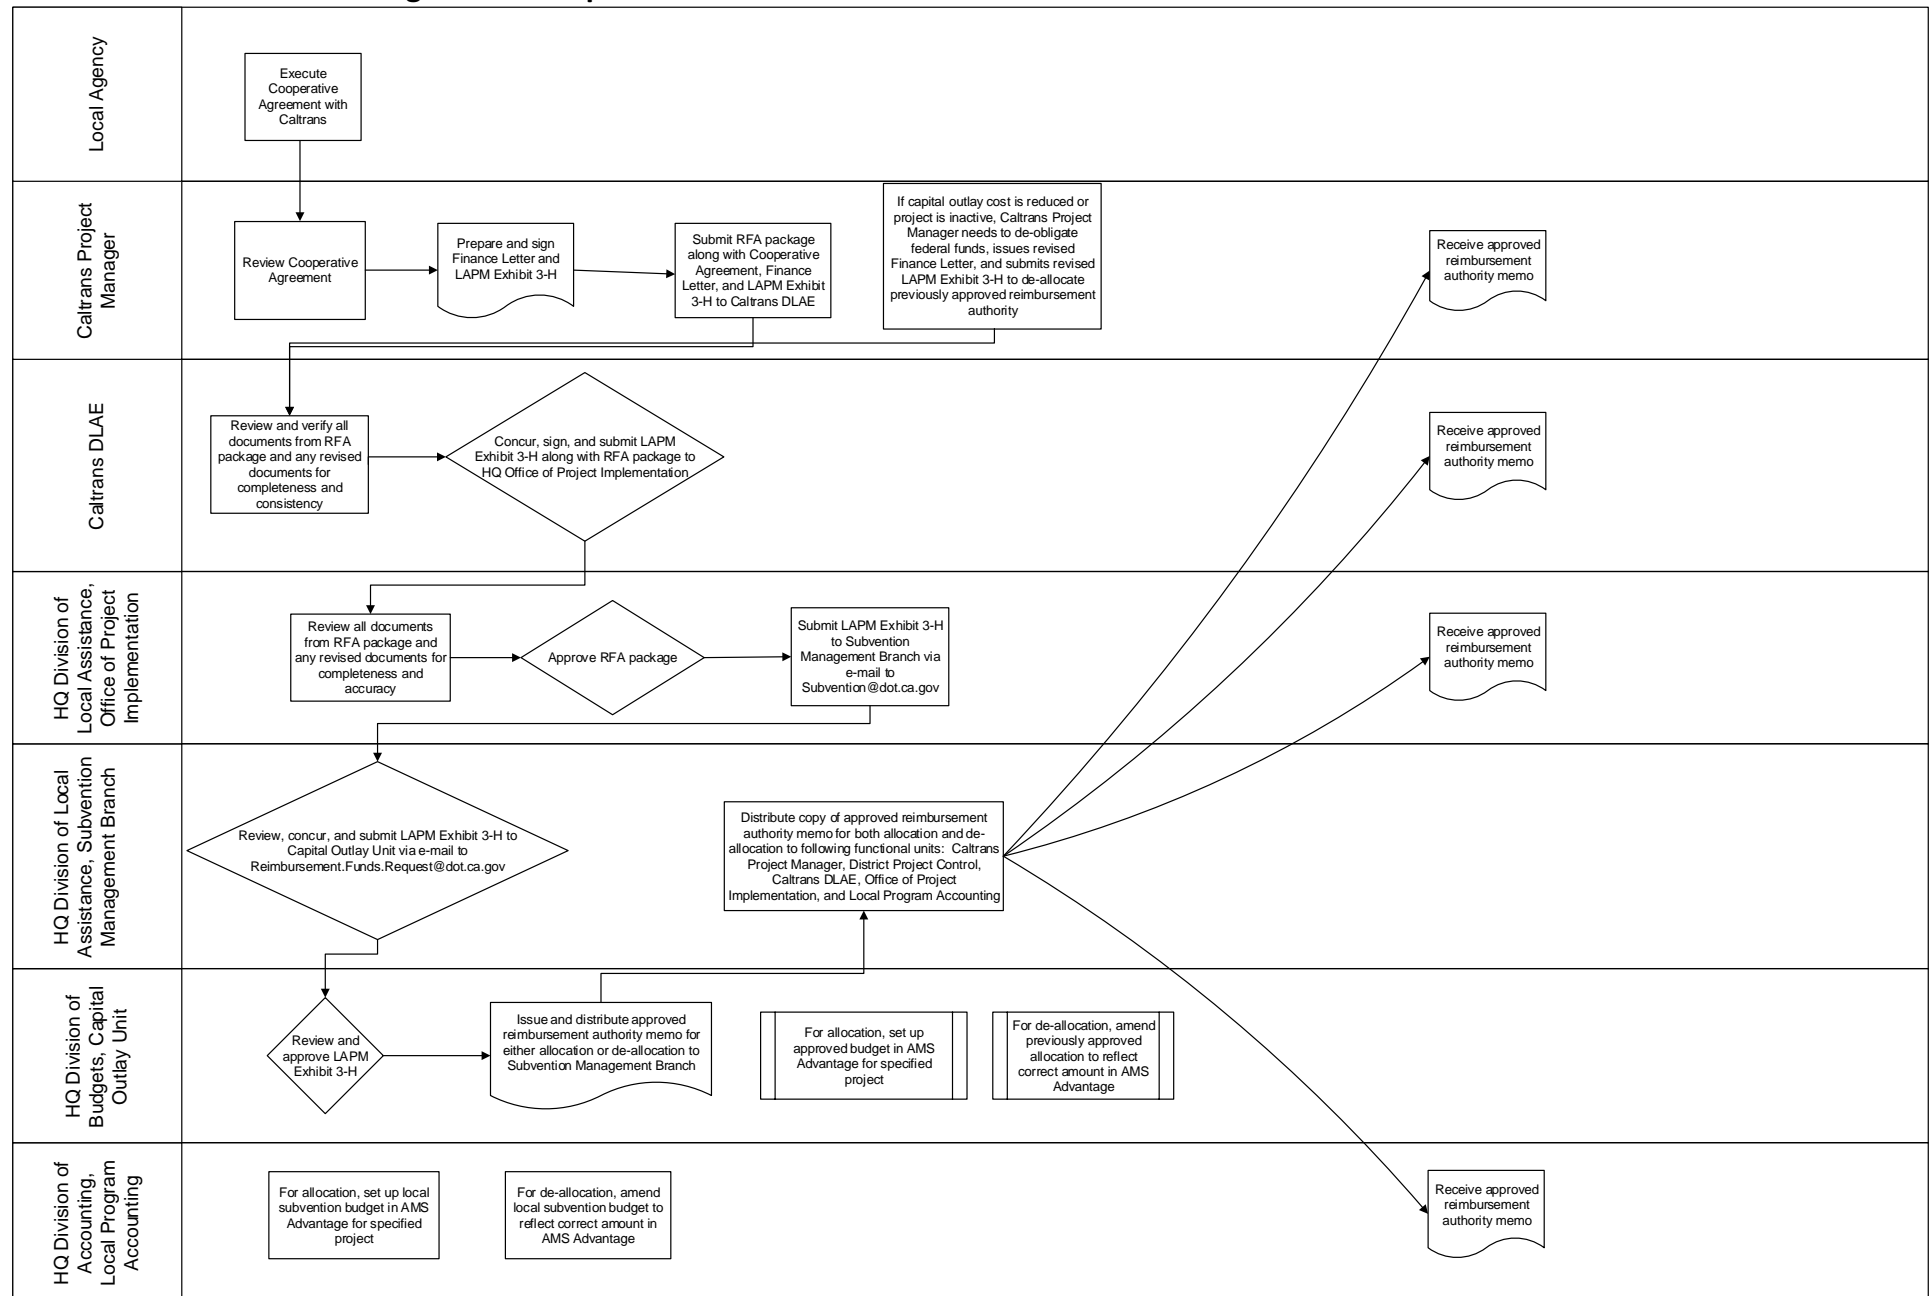 Local Agency
Execute
Cooperative
Agreement with
Caltrans
Caltrans Project
Manager
Review Cooperative
Agreement
Prepare and sign
Finance Letter and
LAPM Exhibit 3-H
Submit RFA package
along with Cooperative
Agreement, Finance
Letter, and LAPM Exhibit
3-H to Caltrans DLAE
If capital outlay cost is reduced or
project is inactive, Caltrans Project
Manager needs to de-obligate
federal funds, issues revised
Finance Letter, and submits revised
LAPM Exhibit 3-H to de-allocate
previously approved reimbursement
authority
Receive approved
reimbursement
authority memo
Caltrans DLAE
Review and verify all
documents from RFA
package and any revised
documents for
completeness and
consistency
Concur, sign, and submit LAPM
Exhibit 3-H along with RFA package to
HQ Office of Project Implementation
Receive approved
reimbursement
authority memo
HQ Division of
Local Assistance,
Office of Project
Implementation
Review all documents
from RFA package and
any revised documents for
completeness and
accuracy
Approve RFA package
Submit LAPM Exhibit 3-H
to Subvention
Management Branch via
e-mail to
Subvention@dot.ca.gov
Receive approved
reimbursement
authority memo
HQ Division of Local
Assistance, Subvention
Management Branch
Review, concur, and submit LAPM Exhibit 3-H to
Capital Outlay Unit via e-mail to
Reimbursement.Funds.Request@dot.ca.gov
Distribute copy of approved reimbursement
authority memo for both allocation and de-
allocation to following functional units:  Caltrans
Project Manager, District Project Control,
Caltrans DLAE, Office of Project
Implementation, and Local Program Accounting
HQ Division of
Budgets, Capital
Outlay Unit
Review and
approve LAPM
Exhibit 3-H
Issue and distribute approved
reimbursement authority memo for
either allocation or de-allocation to
Subvention Management Branch
For allocation, set up
approved budget in AMS
Advantage for specified
project
For de-allocation, amend
previously approved
allocation to reflect
correct amount in AMS
Advantage
HQ Division of
Accounting,
Local Program
Accounting
For allocation, set up local
subvention budget in AMS
Advantage for specified
project
For de-allocation, amend
local subvention budget to
reflect correct amount in
AMS Advantage
Receive approved
reimbursement
authority memo